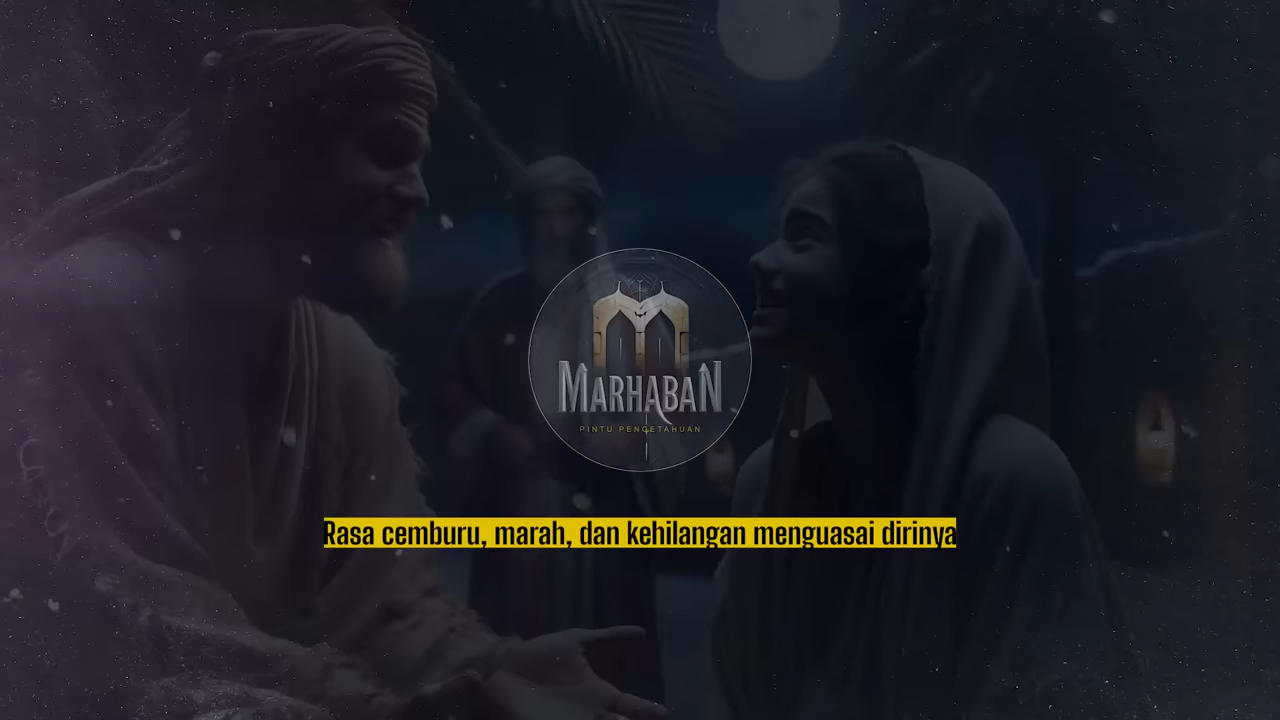 MARHABAN
PINTU PENGETAHUAN
Rasa cemburu, marah, dan kehilangan menguasai dirinya